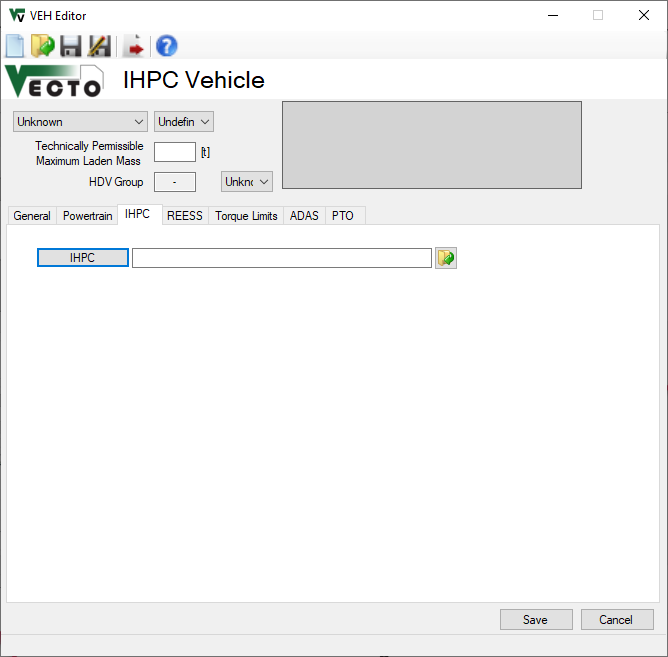 VEH Editor
VECTO
IHPC Vehicle
Unknown
Undefin
Technically Permissible
Maximum Laden Mass
[t]
HDV Group
-
Unkno
General
Powertrain
IHPC
REESS
Torque Limits
ADAS
PTO
IHPC
Save
Cancel